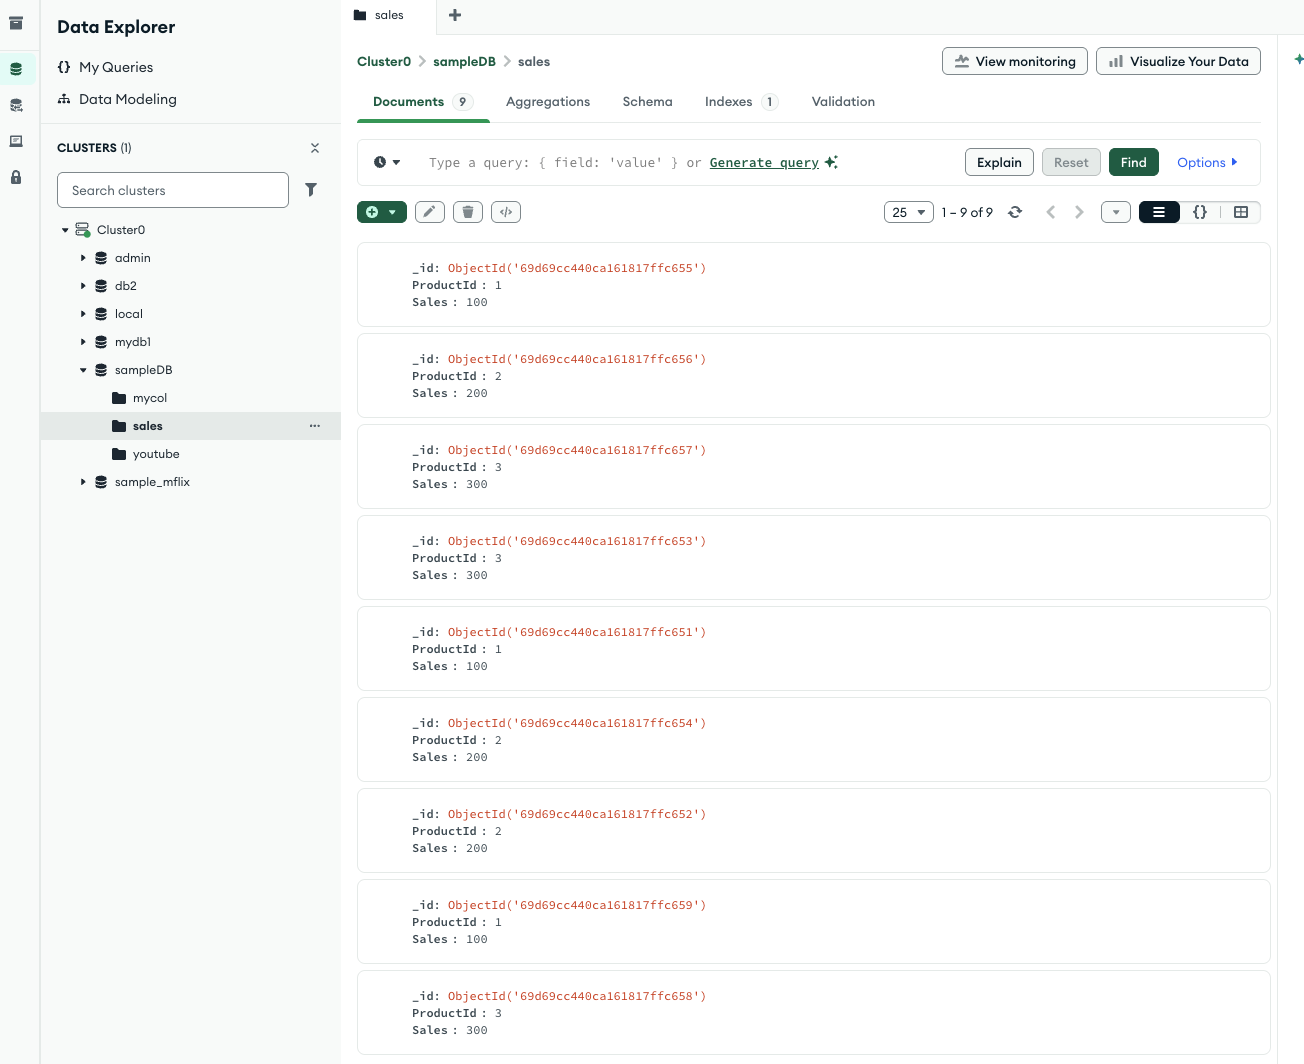 Data Explorer
My Queries
Data Modeling
CLUSTERS (1)
Search clusters
Cluster0
admin
db2
local
mydb1
sampleDB
mycol
sales
youtube
sample_mflix
sales
Cluster0 > sampleDB > sales
View monitoring
Visualize Your Data
Documents 9 Aggregations Schema Indexes 1 Validation
Type a query: { field: 'value' } or Generate query
Explain Reset Find Options
25 1 – 9 of 9
_id: ObjectId('69d69cc440ca161817ffc655')
ProductId : 1
Sales : 100
_id: ObjectId('69d69cc440ca161817ffc656')
ProductId : 2
Sales : 200
_id: ObjectId('69d69cc440ca161817ffc657')
ProductId : 3
Sales : 300
_id: ObjectId('69d69cc440ca161817ffc653')
ProductId : 3
Sales : 300
_id: ObjectId('69d69cc440ca161817ffc651')
ProductId : 1
Sales : 100
_id: ObjectId('69d69cc440ca161817ffc654')
ProductId : 2
Sales : 200
_id: ObjectId('69d69cc440ca161817ffc652')
ProductId : 2
Sales : 200
_id: ObjectId('69d69cc440ca161817ffc659')
ProductId : 1
Sales : 100
_id: ObjectId('69d69cc440ca161817ffc658')
ProductId : 3
Sales : 300